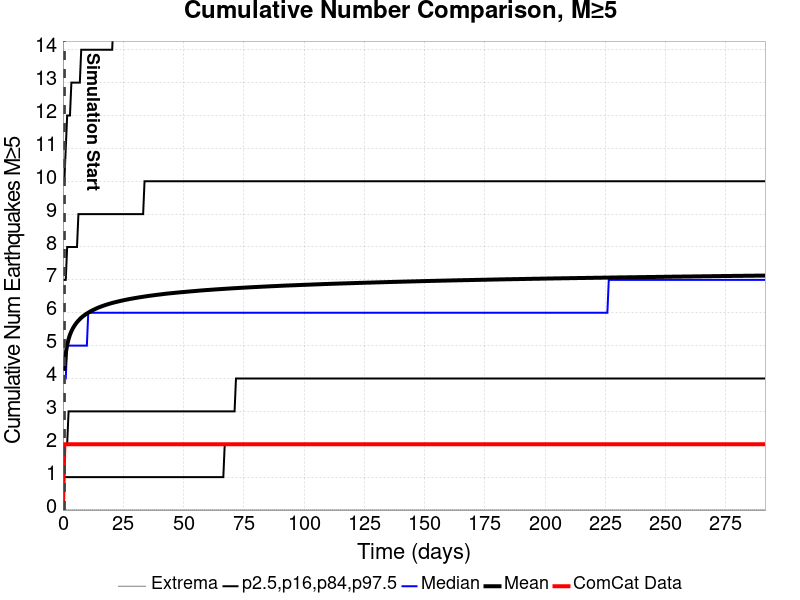 Cumulative Number Comparison, M≥5
Cumulative Num Earthquakes M≥5
14
13
12
11
10
9
8
7
6
5
4
3
2
1
0
Simulation Start
0 25 50 75 100 125 150 175 200 225 250 275
Time (days)
Extrema p2.5,p16,p84,p97.5 Median Mean ComCat Data